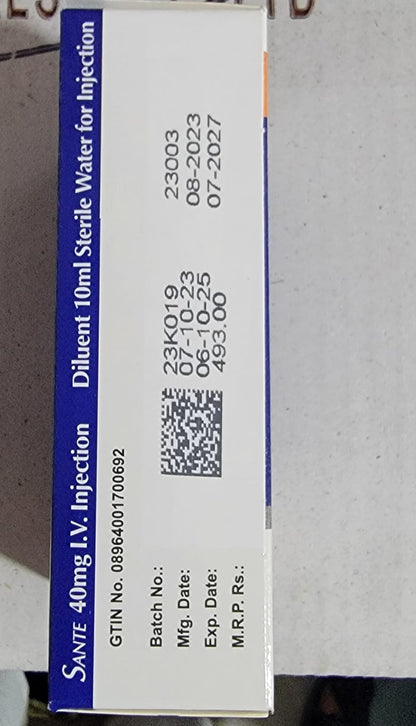 SANTE 40mg I.V. Injection Diluent 10ml Sterile Water for Injection
GTIN No. 08964001700692
Batch No.: 23K019 23003
Mfg. Date: 07-10-23 08-2023
Exp. Date: 06-10-25 07-2027
M.R.P. Rs.: 493.00